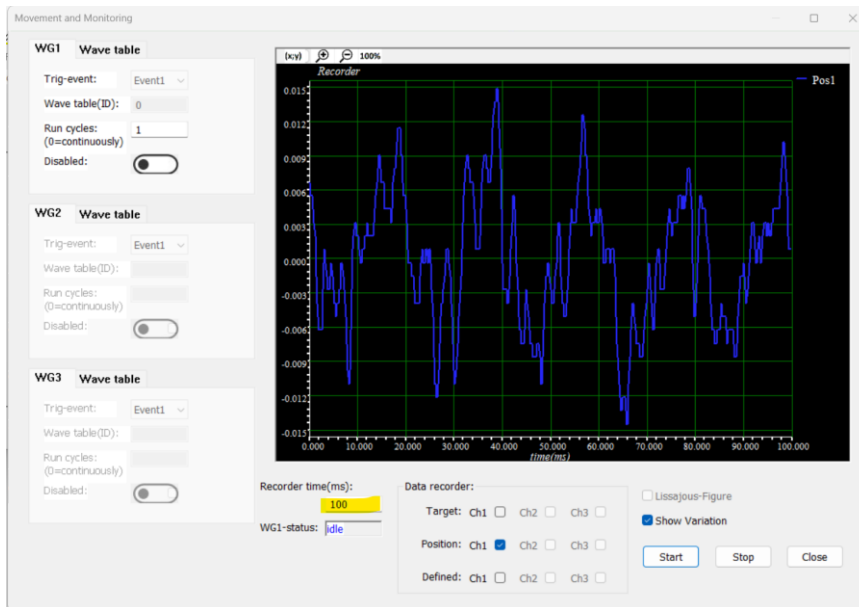 Movement and Monitoring
WG1 Wave table
Trig-event: Event1
Wave table(ID): 0
Run cycles: 1
(0=continuously)
Disabled:
WG2 Wave table
Trig-event: Event1
Wave table(ID):
Run cycles:
(0=continuously)
Disabled:
WG3 Wave table
Trig-event: Event1
Wave table(ID):
Run cycles:
(0=continuously)
Disabled:
(x;y) 100%
Recorder
Pos1
0.015
0.012
0.009
0.006
0.003
0.000
-0.003
-0.006
-0.009
-0.012
-0.015
0.000 10.000 20.000 30.000 40.000 50.000 60.000 70.000 80.000 90.000 100.000
time(ms)
Recorder time(ms):
100
WG1-status: idle
Data recorder:
Target: Ch1 Ch2 Ch3
Position: Ch1 Ch2 Ch3
Defined: Ch1 Ch2 Ch3
Lissajous-Figure
Show Variation
Start Stop Close